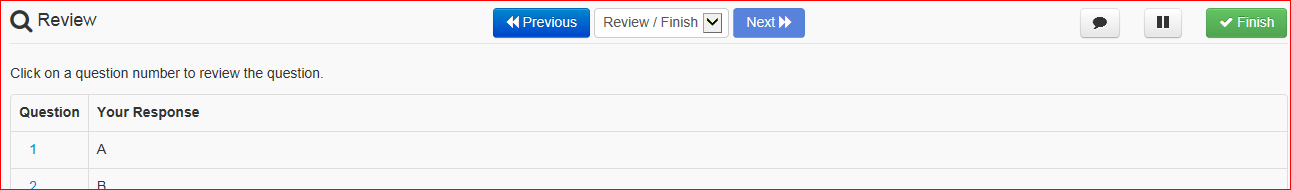 Review
Previous
Review / Finish
Next
Finish
Click on a question number to review the question.
Question Your Response
1 A
2 B